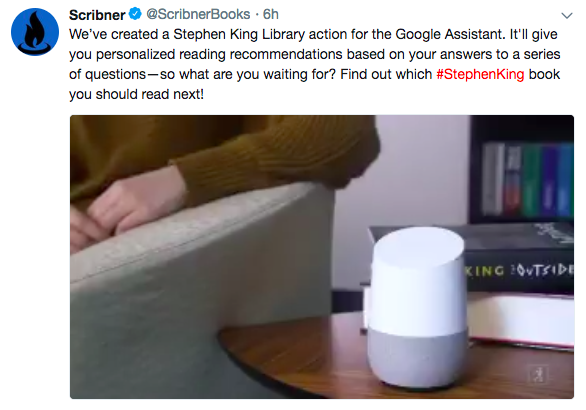 Scribner @ScribnerBooks · 6h
We've created a Stephen King Library action for the Google Assistant. It'll give
you personalized reading recommendations based on your answers to a series
of questions—so what are you waiting for? Find out which #StephenKing book
you should read next!
KING
OUTSIDE